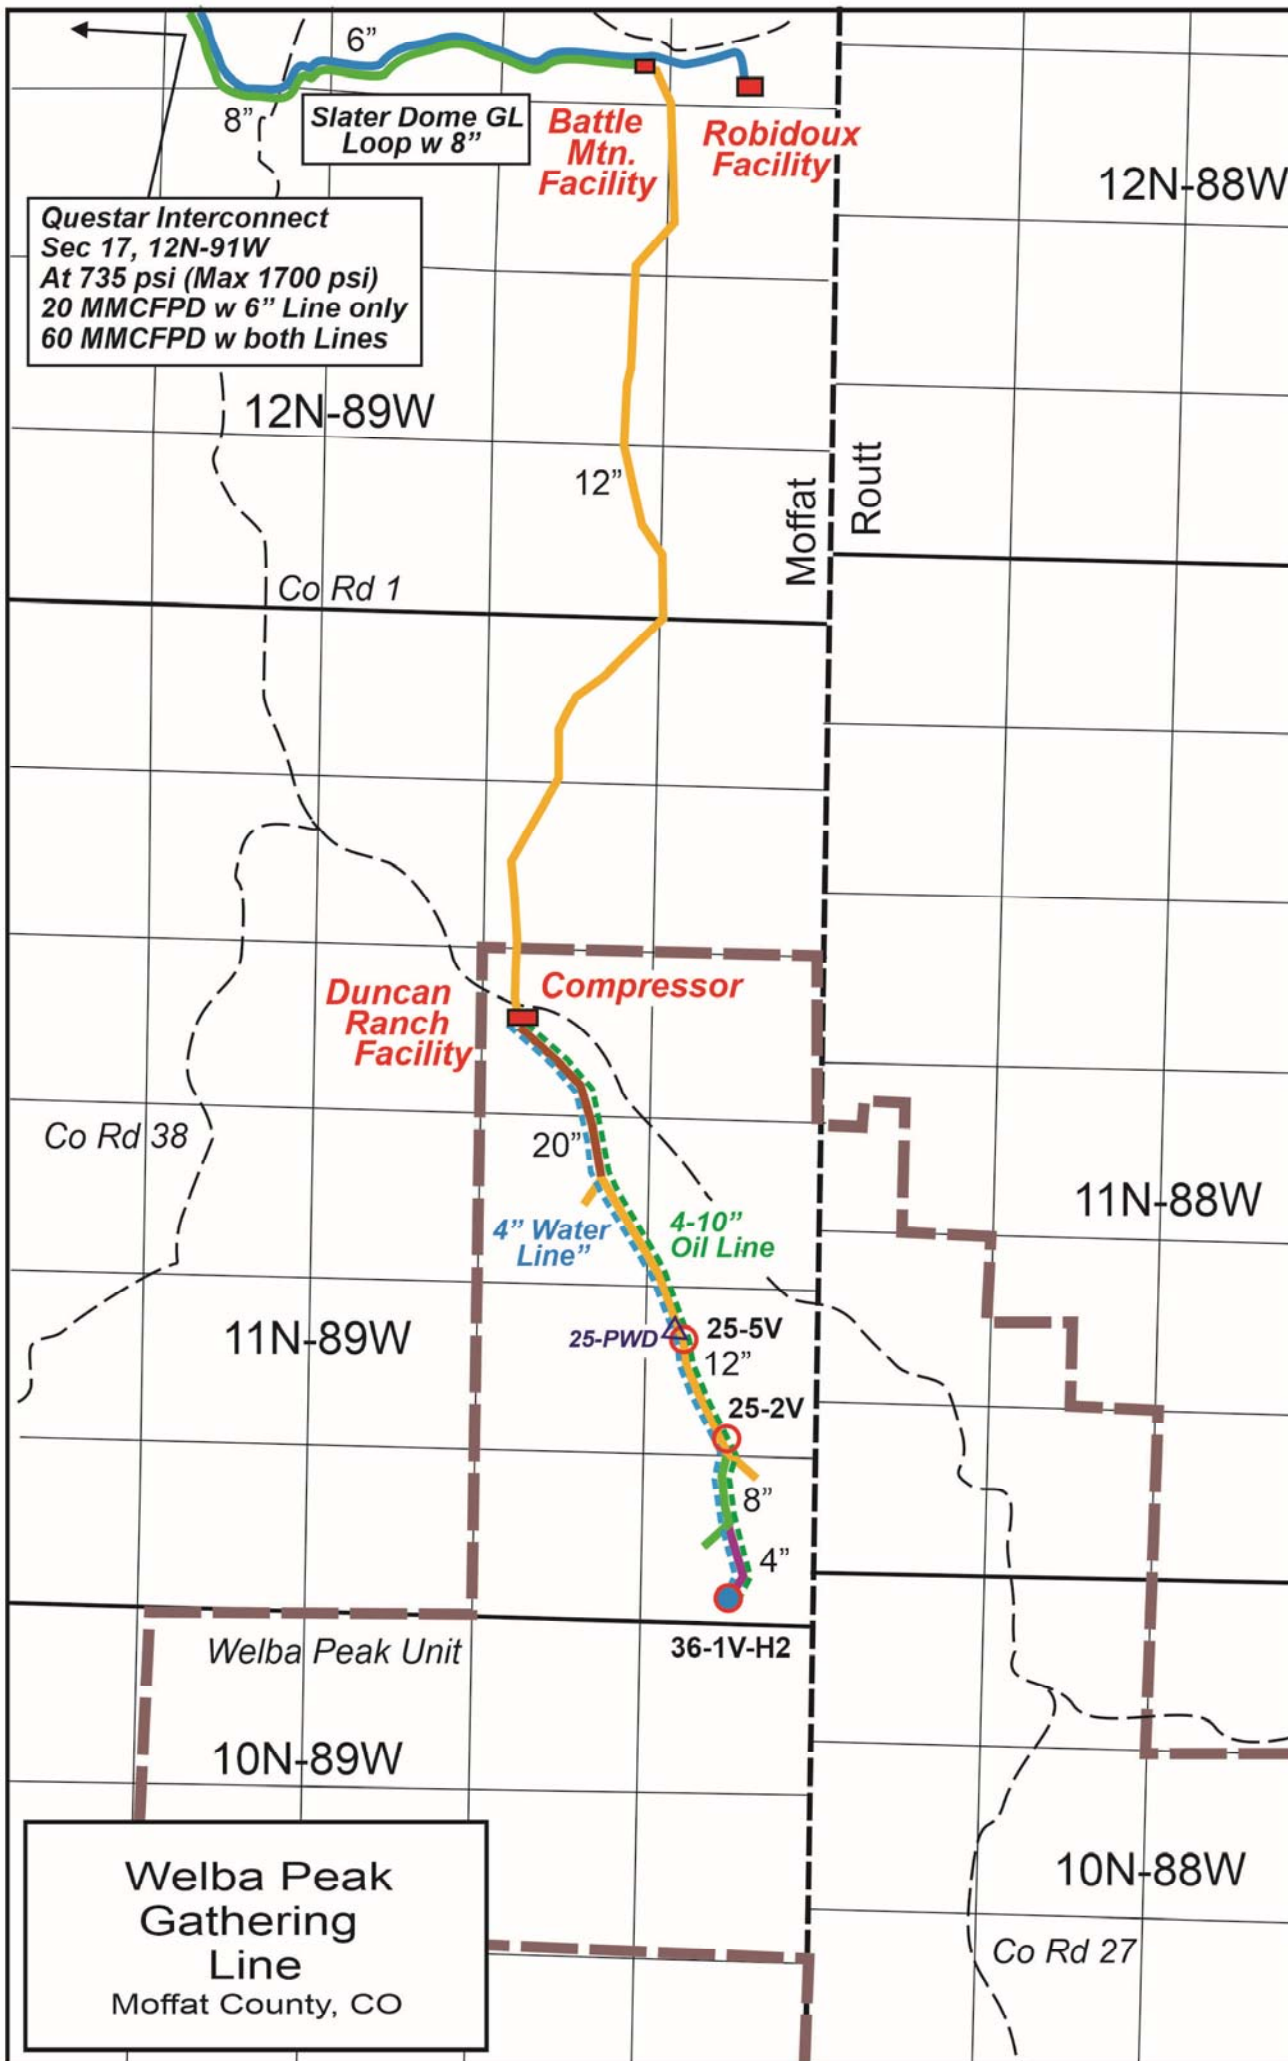 6”
8”
Slater Dome GL
Loop w 8”
Battle
Mtn.
Facility
Robidoux
Facility
12N-88W
Questar Interconnect
Sec 17, 12N-91W
At 735 psi (Max 1700 psi)
20 MMCFPD w 6” Line only
60 MMCFPD w both Lines
12N-89W
12”
Moffat
Routt
Co Rd 1
Duncan
Ranch
Facility
Compressor
Co Rd 38
20”
4” Water
Line”
4-10”
Oil Line
11N-88W
11N-89W
25-PWD
25-5V
12”
25-2V
8”
4”
36-1V-H2
Welba Peak Unit
10N-89W
10N-88W
Welba Peak
Gathering
Line
Moffat County, CO
Co Rd 27